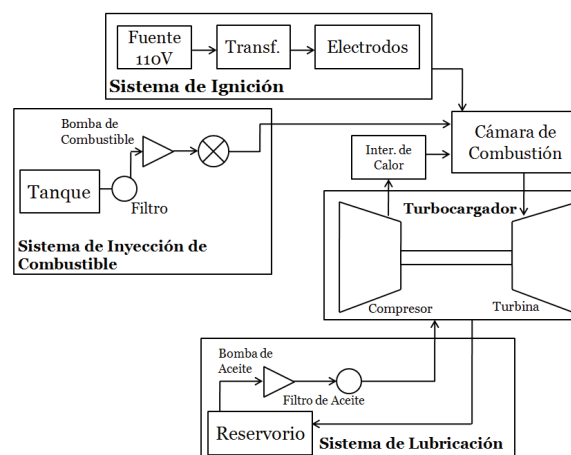 Fuente
110V
Transf.
Electrodos
Sistema de Ignición
Bomba de
Combustible
Tanque
Filtro
Sistema de Inyección de
Combustible
Inter. de
Calor
Cámara de
Combustión
Turbocargador
Compresor
Turbina
Bomba de
Aceite
Filtro de Aceite
Reservorio
Sistema de Lubricación